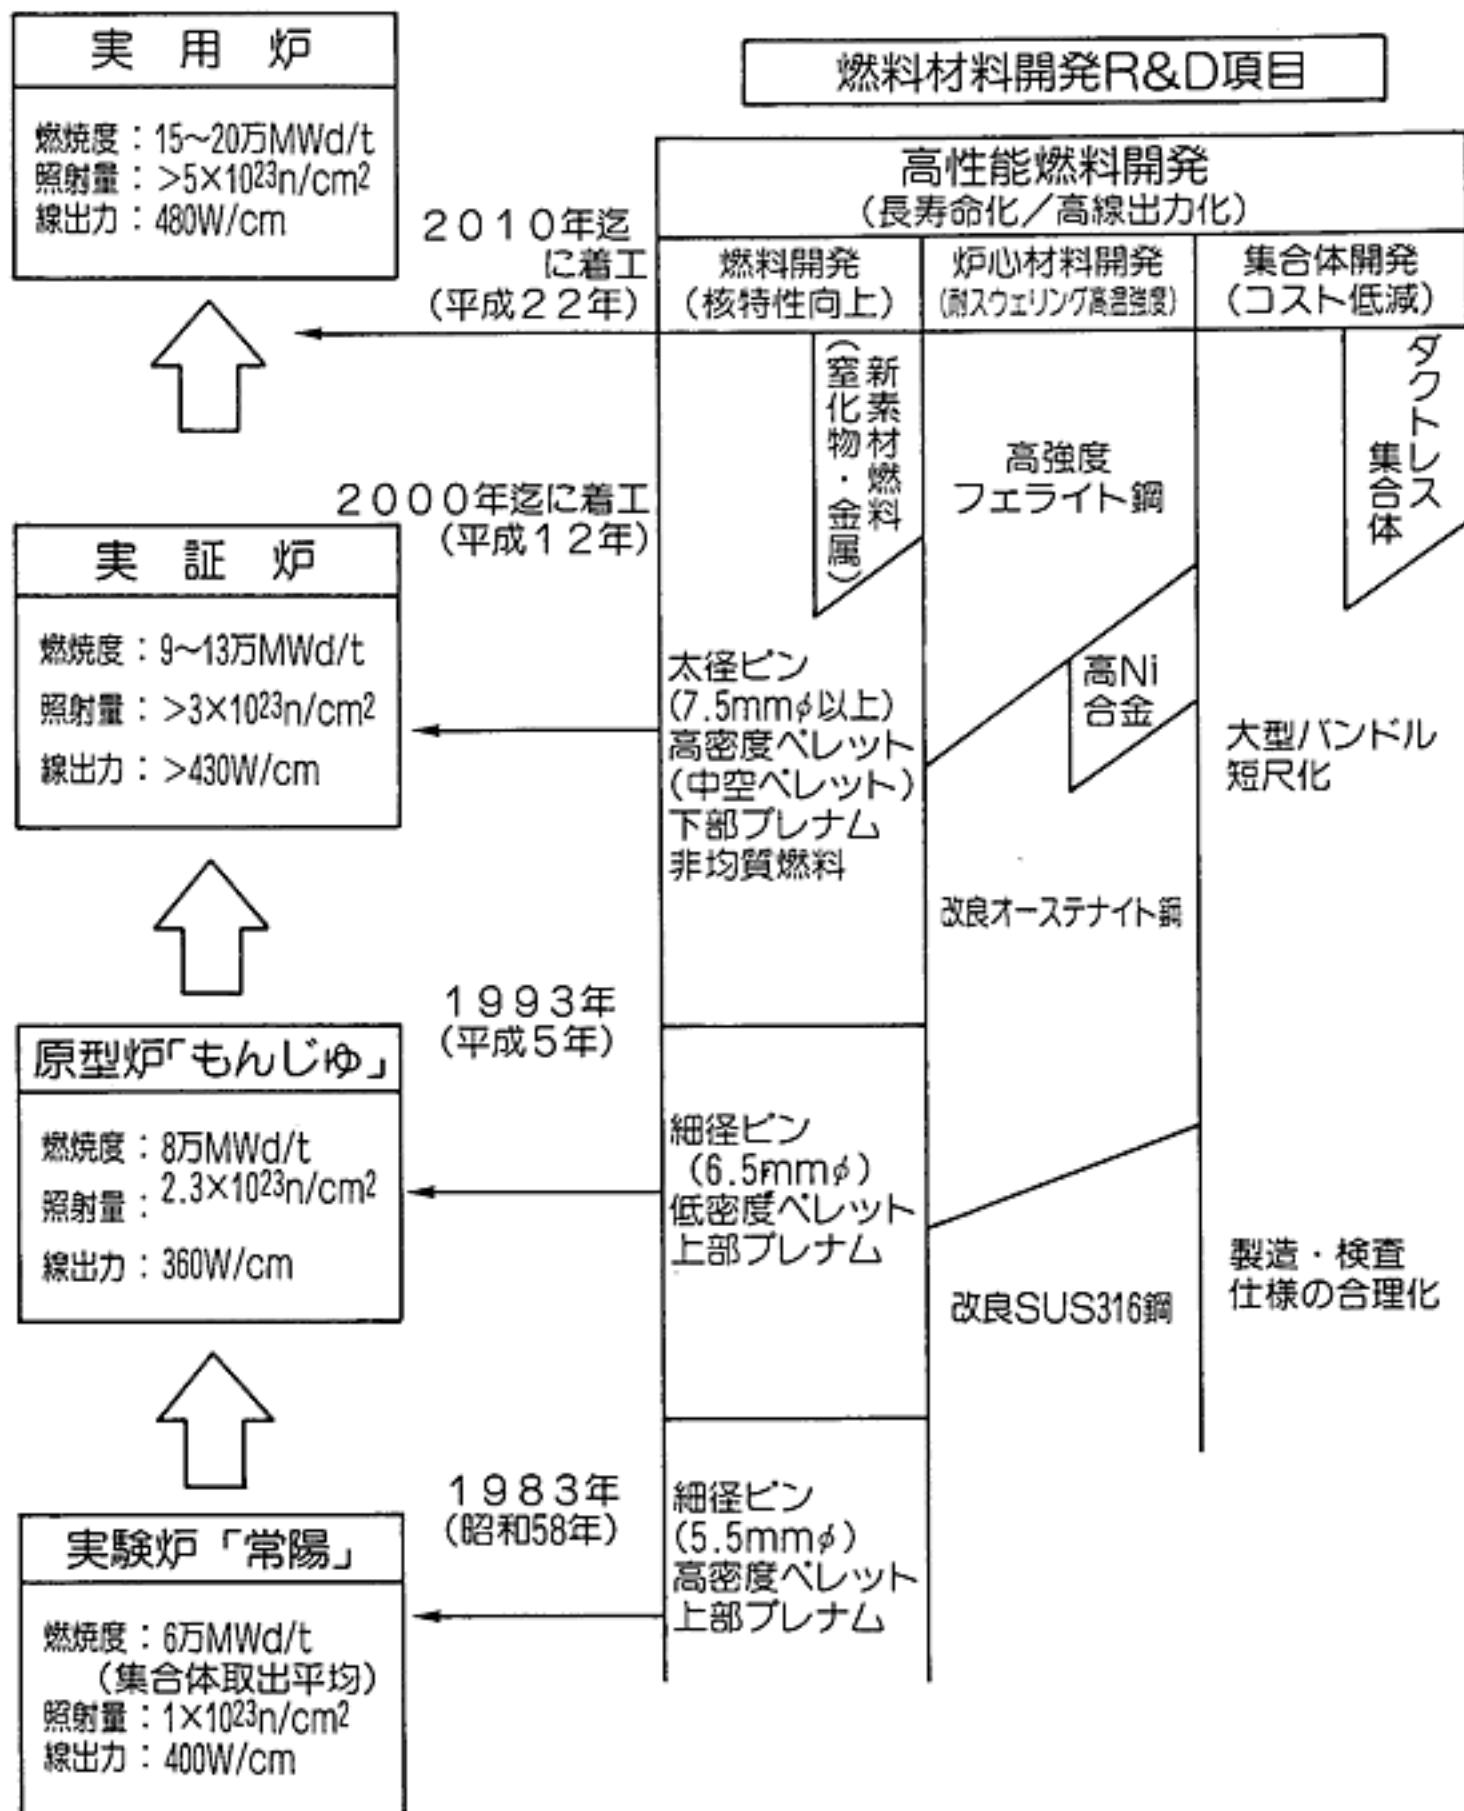 実用炉
燃焼度：15～20万MWd/t
照射量：>5×10²³n/cm²
線出力：480W/cm
2010年迄
に着工
(平成22年)
2000年迄に着工
(平成12年)
実証炉
燃焼度：9～13万MWd/t
照射量：>3×10²³n/cm²
線出力：>430W/cm
1993年
(平成5年)
原型炉「もんじゅ」
燃焼度：8万MWd/t
照射量：2.3×10²³n/cm²
線出力：360W/cm
1983年
(昭和58年)
実験炉「常陽」
燃焼度：6万MWd/t
(集合体取出平均)
照射量：1×10²³n/cm²
線出力：400W/cm
燃料材料開発R&D項目
高性能燃料開発
(長寿命化／高線出力化)
燃料開発
(核特性向上)
新素材燃料
(窒化物・金属)
太径ピン
(7.5mmφ以上)
高密度ペレット
(中空ペレット)
下部プレナム
非均質燃料
細径ピン
(6.5mmφ)
低密度ペレット
上部プレナム
細径ピン
(5.5mmφ)
高密度ペレット
上部プレナム
炉心材料開発
(耐スウェリング高温強度)
高強度
フェライト鋼
高Ni
合金
改良オーステナイト鋼
改良SUS316鋼
集合体開発
(コスト低減)
ダクトレス
集合体
大型バンドル
短尺化
製造・検査
仕様の合理化